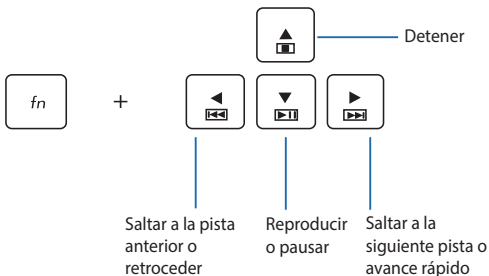 Detener
fn +
Saltar a la pista
anterior o
retroceder
Reproducir
o pausar
Saltar a la
siguiente pista o
avance rápido